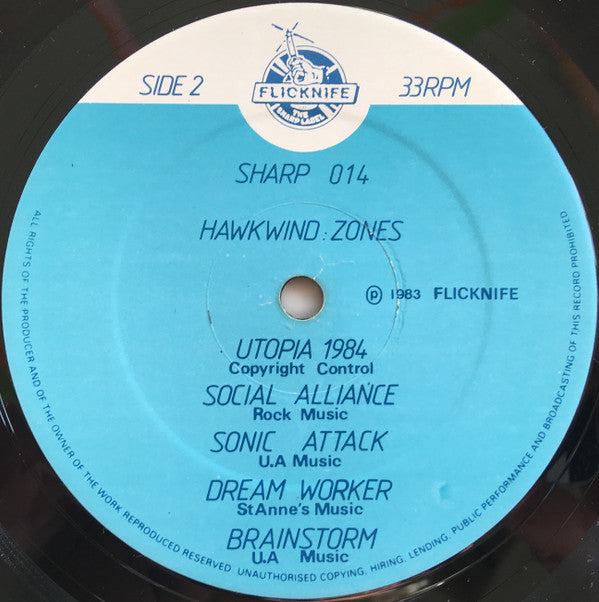 SIDE 2
FLICKNIFE
THE
SHARP LABEL
33RPM
SHARP 014
HAWKWIND: ZONES
Ⓟ 1983 FLICKNIFE
UTOPIA 1984
Copyright Control
SOCIAL ALLIANCE
Rock Music
SONIC ATTACK
U.A Music
DREAM WORKER
StAnne's Music
BRAINSTORM
U.A Music
ALL RIGHTS OF THE PRODUCER AND OF THE OWNER OF THE WORK REPRODUCED RESERVED. UNAUTHORISED COPYING, HIRING, LENDING, PUBLIC PERFORMANCE AND BROADCASTING OF THIS RECORD PROHIBITED